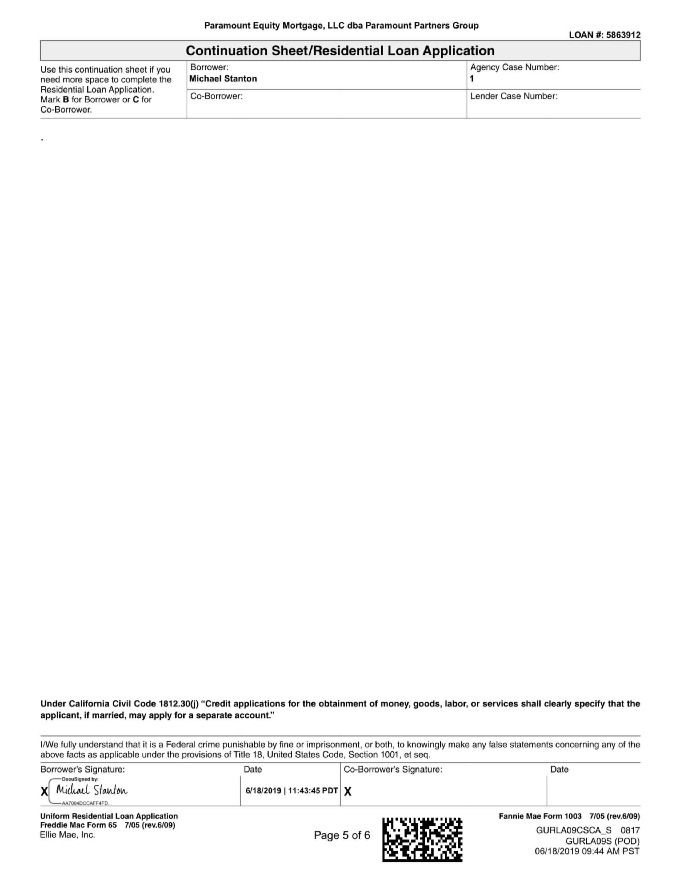 Paramount Equity Mortgage, LLC dba Paramount Partners Group
LOAN #: 5863912
Continuation Sheet/Residential Loan Application
Use this continuation sheet if you
need more space to complete the
Residential Loan Application.
Mark B for Borrower or C for
Co-Borrower.
Borrower:
Michael Stanton
Agency Case Number:
1
Co-Borrower:
Lender Case Number:
.
Under California Civil Code 1812.30(j) “Credit applications for the obtainment of money, goods, labor, or services shall clearly specify that the
applicant, if married, may apply for a separate account.”
I/We fully understand that it is a Federal crime punishable by fine or imprisonment, or both, to knowingly make any false statements concerning any of the
above facts as applicable under the provisions of Title 18, United States Code, Section 1001, et seq.
Borrower's Signature:
Date
Co-Borrower's Signature:
Date
DocuSigned by:
X Michael Stanton
6/18/2019 | 11:43:45 PDT
X
Uniform Residential Loan Application
Freddie Mac Form 65 7/05 (rev.6/09)
Ellie Mae, Inc.
Page 5 of 6
Fannie Mae Form 1003 7/05 (rev.6/09)
GURLA09CSCA_S 0817
GURLA09S (POD)
06/18/2019 09:44 AM PST